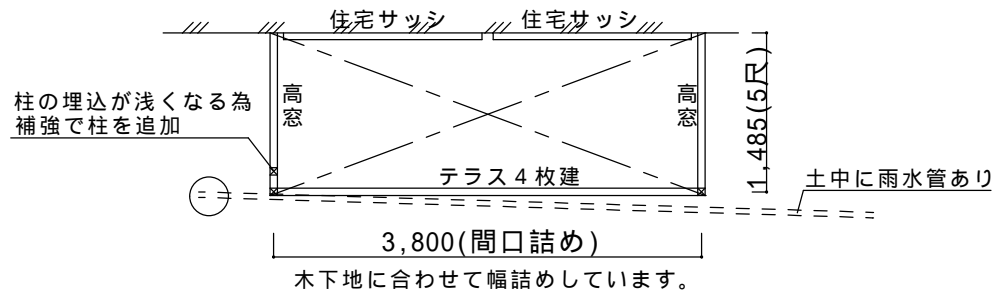 住宅サッシ 住宅サッシ
柱の埋込が浅くなる為
補強で柱を追加
高窓
高窓
1,485(5尺)
テラス4枚建
土中に雨水管あり
3,800(間口詰め)
木下地に合わせて幅詰めしています。